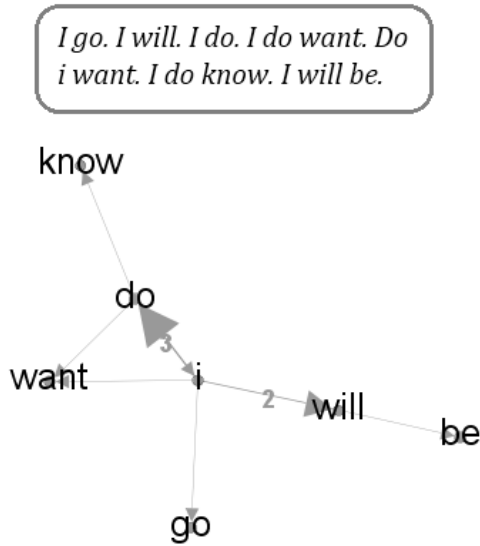 I go. I will. I do. I do want. Do
i want. I do know. I will be.
know
do
3
want
i
2
will
be
go